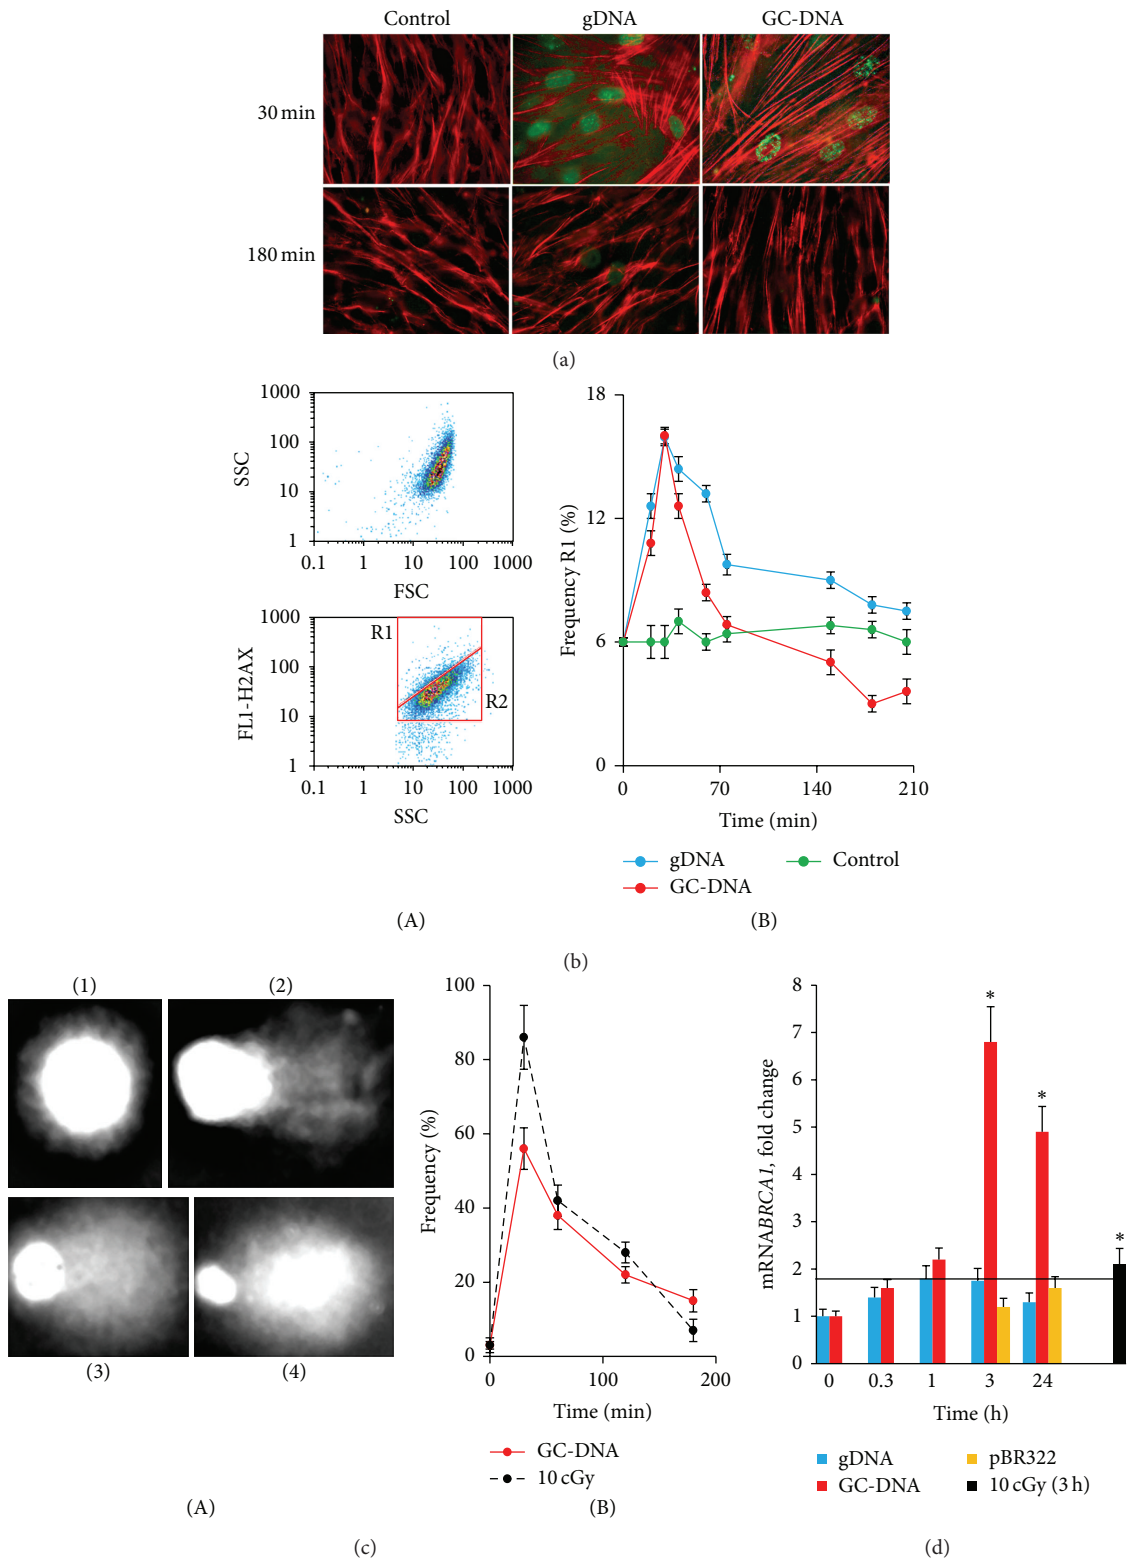 Control gDNA GC-DNA
30 min
180 min
(a)
1000
100
10
1
SSC
0.1 1 10 100 1000
FSC
1000
100
10
1
FL1-H2AX
R1
R2
0.1 1 10 100 1000
SSC
(A)
18
12
6
0
Frequency R1 (%)
0 70 140 210
Time (min)
gDNA Control
GC-DNA
(B)
(b)
(1) (2)
(3) (4)
(A)
100
80
60
40
20
0
Frequency (%)
0 100 200
Time (min)
GC-DNA
10 cGy
(B)
(c)
8
7
6
5
4
3
2
1
0
mRNABRCA1, fold change
* * *
0 0.3 1 3 24
Time (h)
gDNA pBR322
GC-DNA 10 cGy (3 h)
(d)